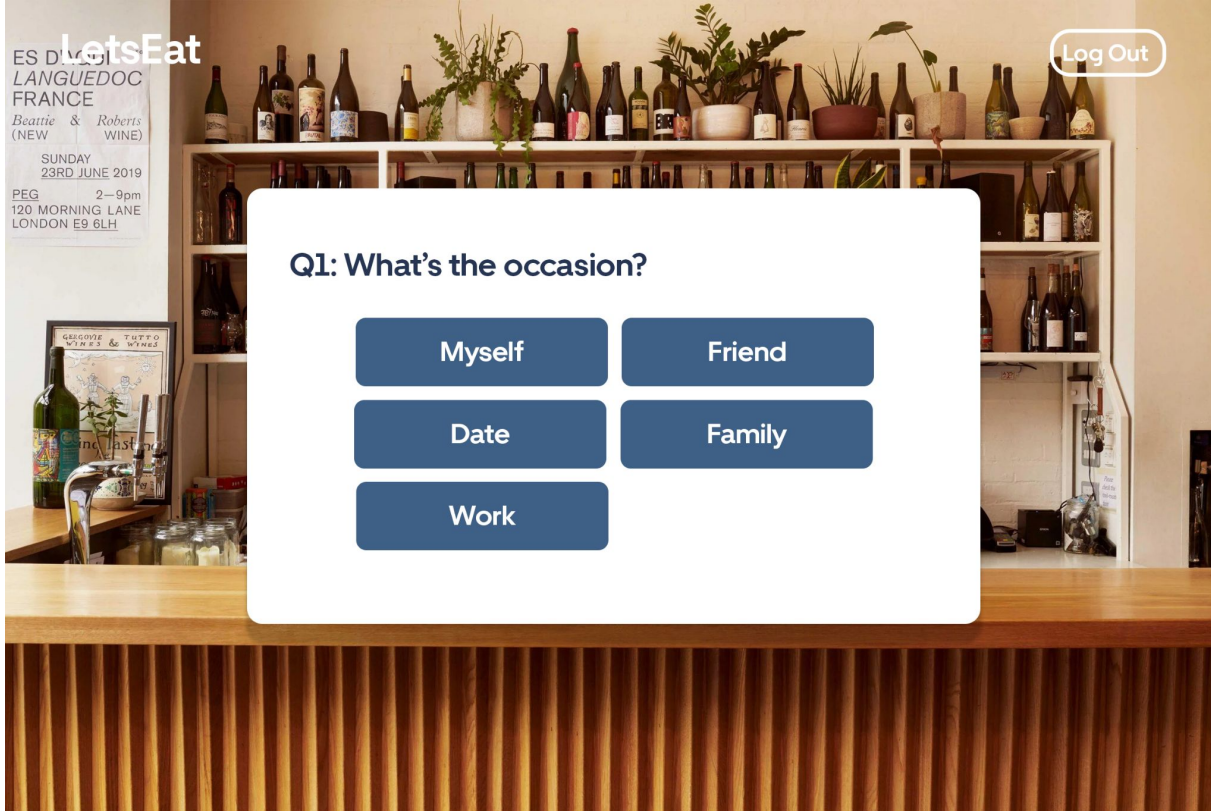 LetsEat
Log Out
ES D'AQUI
LANGUEDOC
FRANCE
Beattie & Roberts
(NEW WINE)
SUNDAY
23RD JUNE 2019
PEG 2—9pm
120 MORNING LANE
LONDON E9 6LH
GERGOVIE TUTTO
WINES & WINES
Q1: What's the occasion?
Myself
Friend
Date
Family
Work